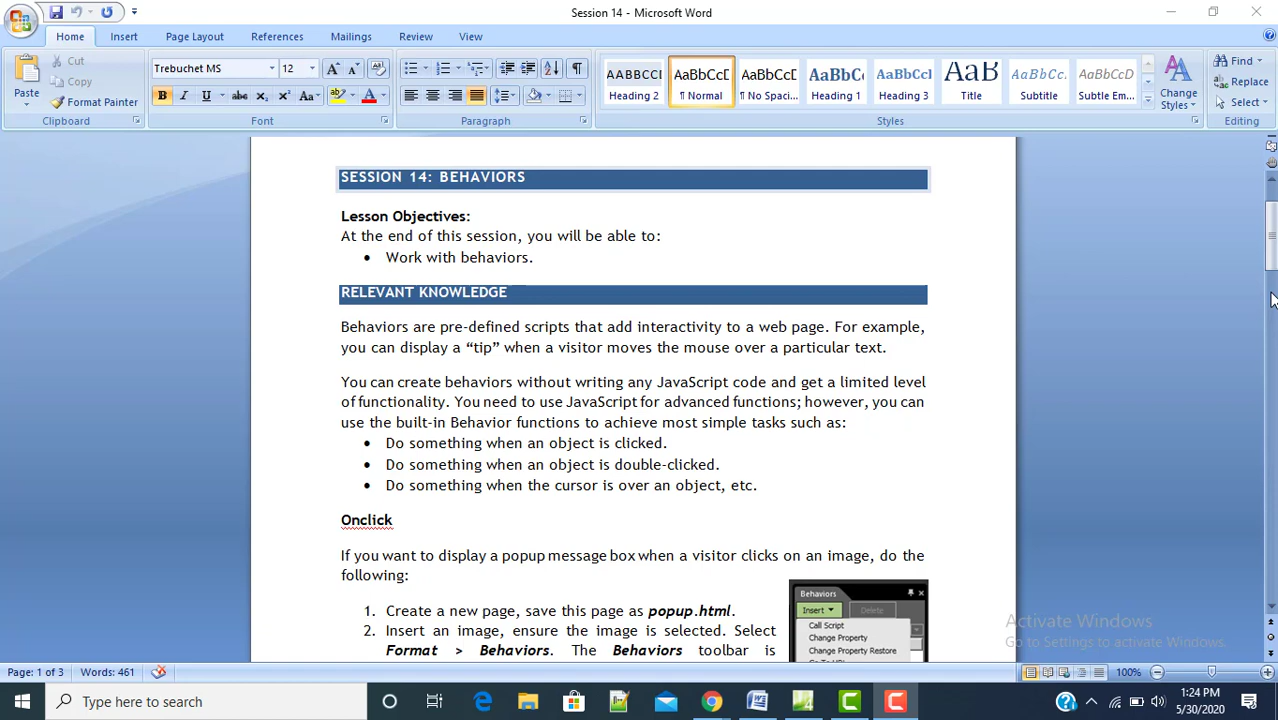 Session 14 - Microsoft Word
Home Insert Page Layout References Mailings Review View
Paste
Cut
Copy
Format Painter
Clipboard
Trebuchet MS 12
Font
Paragraph
AABBCCI AaBbCcD AaBbCcD AaBbCc AaBbCcD AaB AaBbCcD AaBbCcD
Heading 2 ¶ Normal ¶ No Spaci... Heading 1 Heading 3 Title Subtitle Subtle Em...
Change Styles
Styles
Find
Replace
Select
Editing
SESSION 14: BEHAVIORS
Lesson Objectives:
At the end of this session, you will be able to:
• Work with behaviors.
RELEVANT KNOWLEDGE
Behaviors are pre-defined scripts that add interactivity to a web page. For example,
you can display a “tip” when a visitor moves the mouse over a particular text.
You can create behaviors without writing any JavaScript code and get a limited level
of functionality. You need to use JavaScript for advanced functions; however, you can
use the built-in Behavior functions to achieve most simple tasks such as:
• Do something when an object is clicked.
• Do something when an object is double-clicked.
• Do something when the cursor is over an object, etc.
Onclick
If you want to display a popup message box when a visitor clicks on an image, do the
following:
1. Create a new page, save this page as popup.html.
2. Insert an image, ensure the image is selected. Select
Format > Behaviors. The Behaviors toolbar is
Behaviors
Insert Delete
Call Script
Change Property
Change Property Restore
Activate Windows
Go to Settings to activate Windows.
Page: 1 of 3 Words: 461 100%
Type here to search
1:24 PM
5/30/2020